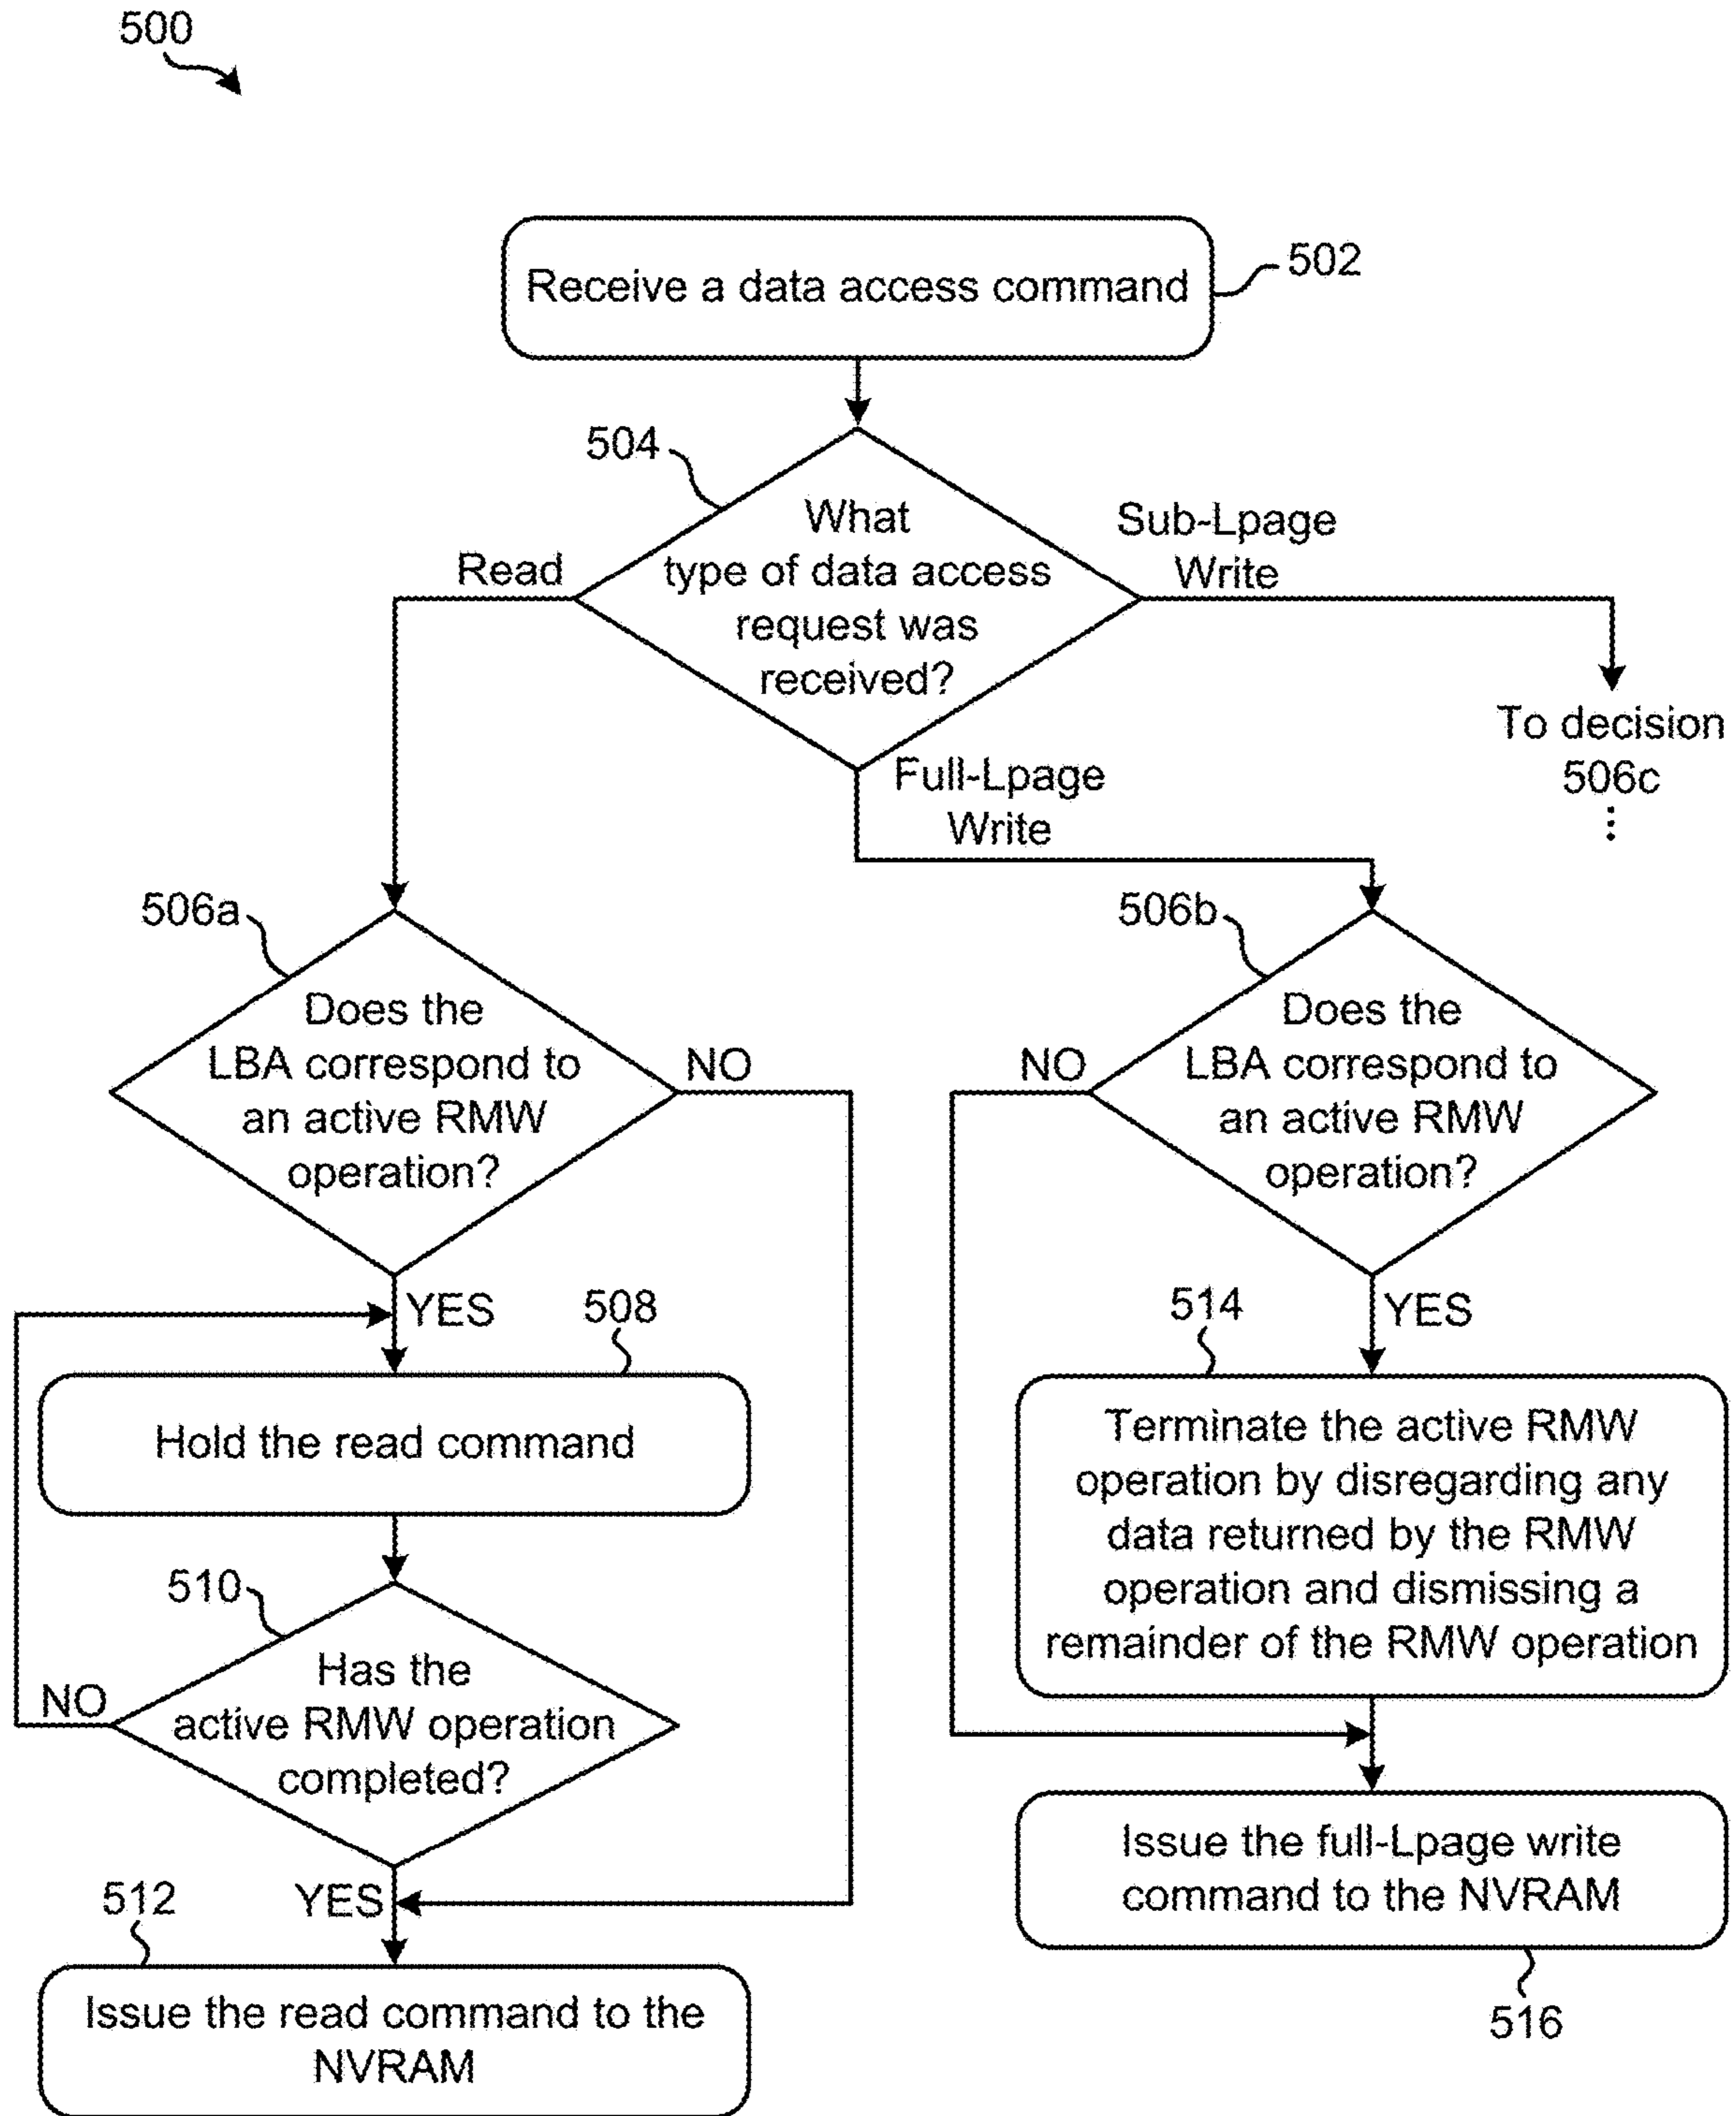 500
Receive a data access command
502
504
What
type of data access
request was
received?
Read
Sub-Lpage
Write
To decision
506c
⋮
Full-Lpage
Write
506a
Does the
LBA correspond to
an active RMW
operation?
NO
YES
508
Hold the read command
510
Has the
active RMW operation
completed?
NO
YES
512
Issue the read command to the
NVRAM
506b
Does the
LBA correspond to
an active RMW
operation?
NO
YES
514
Terminate the active RMW
operation by disregarding any
data returned by the RMW
operation and dismissing a
remainder of the RMW operation
Issue the full-Lpage write
command to the NVRAM
516